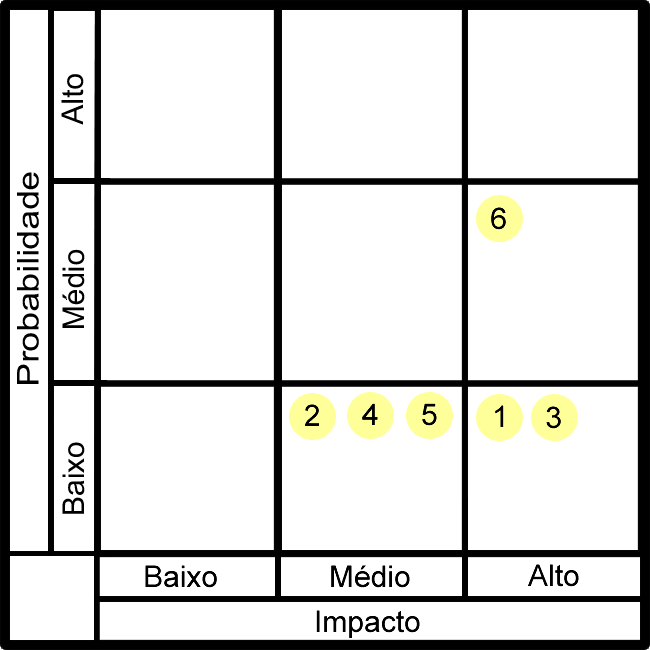 Probabilidade
Alto
Médio
6
Baixo
2 4 5 1 3
Baixo Médio Alto
Impacto